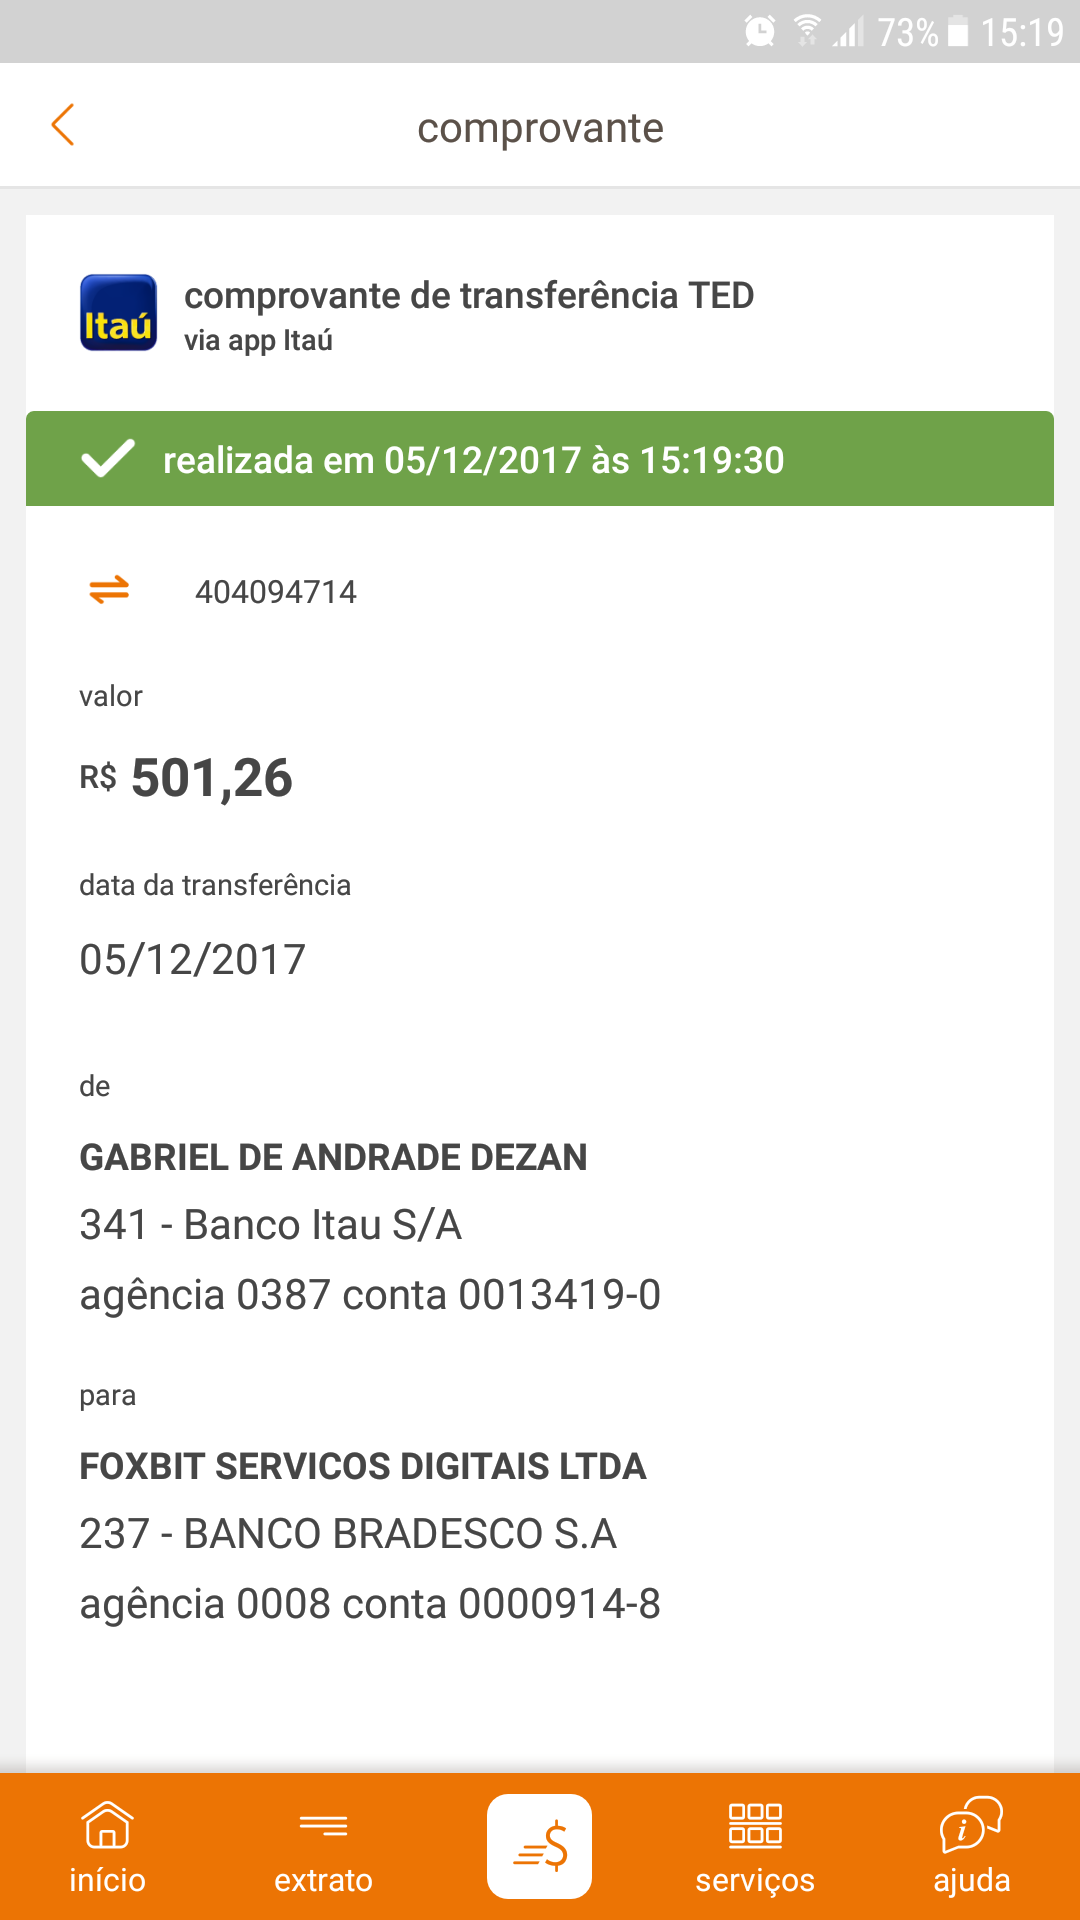 73% 15:19
comprovante
Itaú
comprovante de transferência TED
via app Itaú
realizada em 05/12/2017 às 15:19:30
404094714
valor
R$ 501,26
data da transferência
05/12/2017
de
GABRIEL DE ANDRADE DEZAN
341 - Banco Itau S/A
agência 0387 conta 0013419-0
para
FOXBIT SERVICOS DIGITAIS LTDA
237 - BANCO BRADESCO S.A
agência 0008 conta 0000914-8
início extrato serviços ajuda